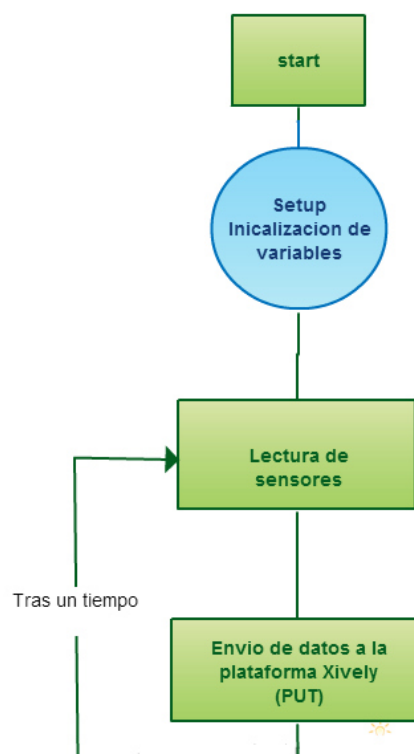 start
Setup
Inicalizacion de
variables
Lectura de
sensores
Tras un tiempo
Envio de datos a la
plataforma Xively
(PUT)